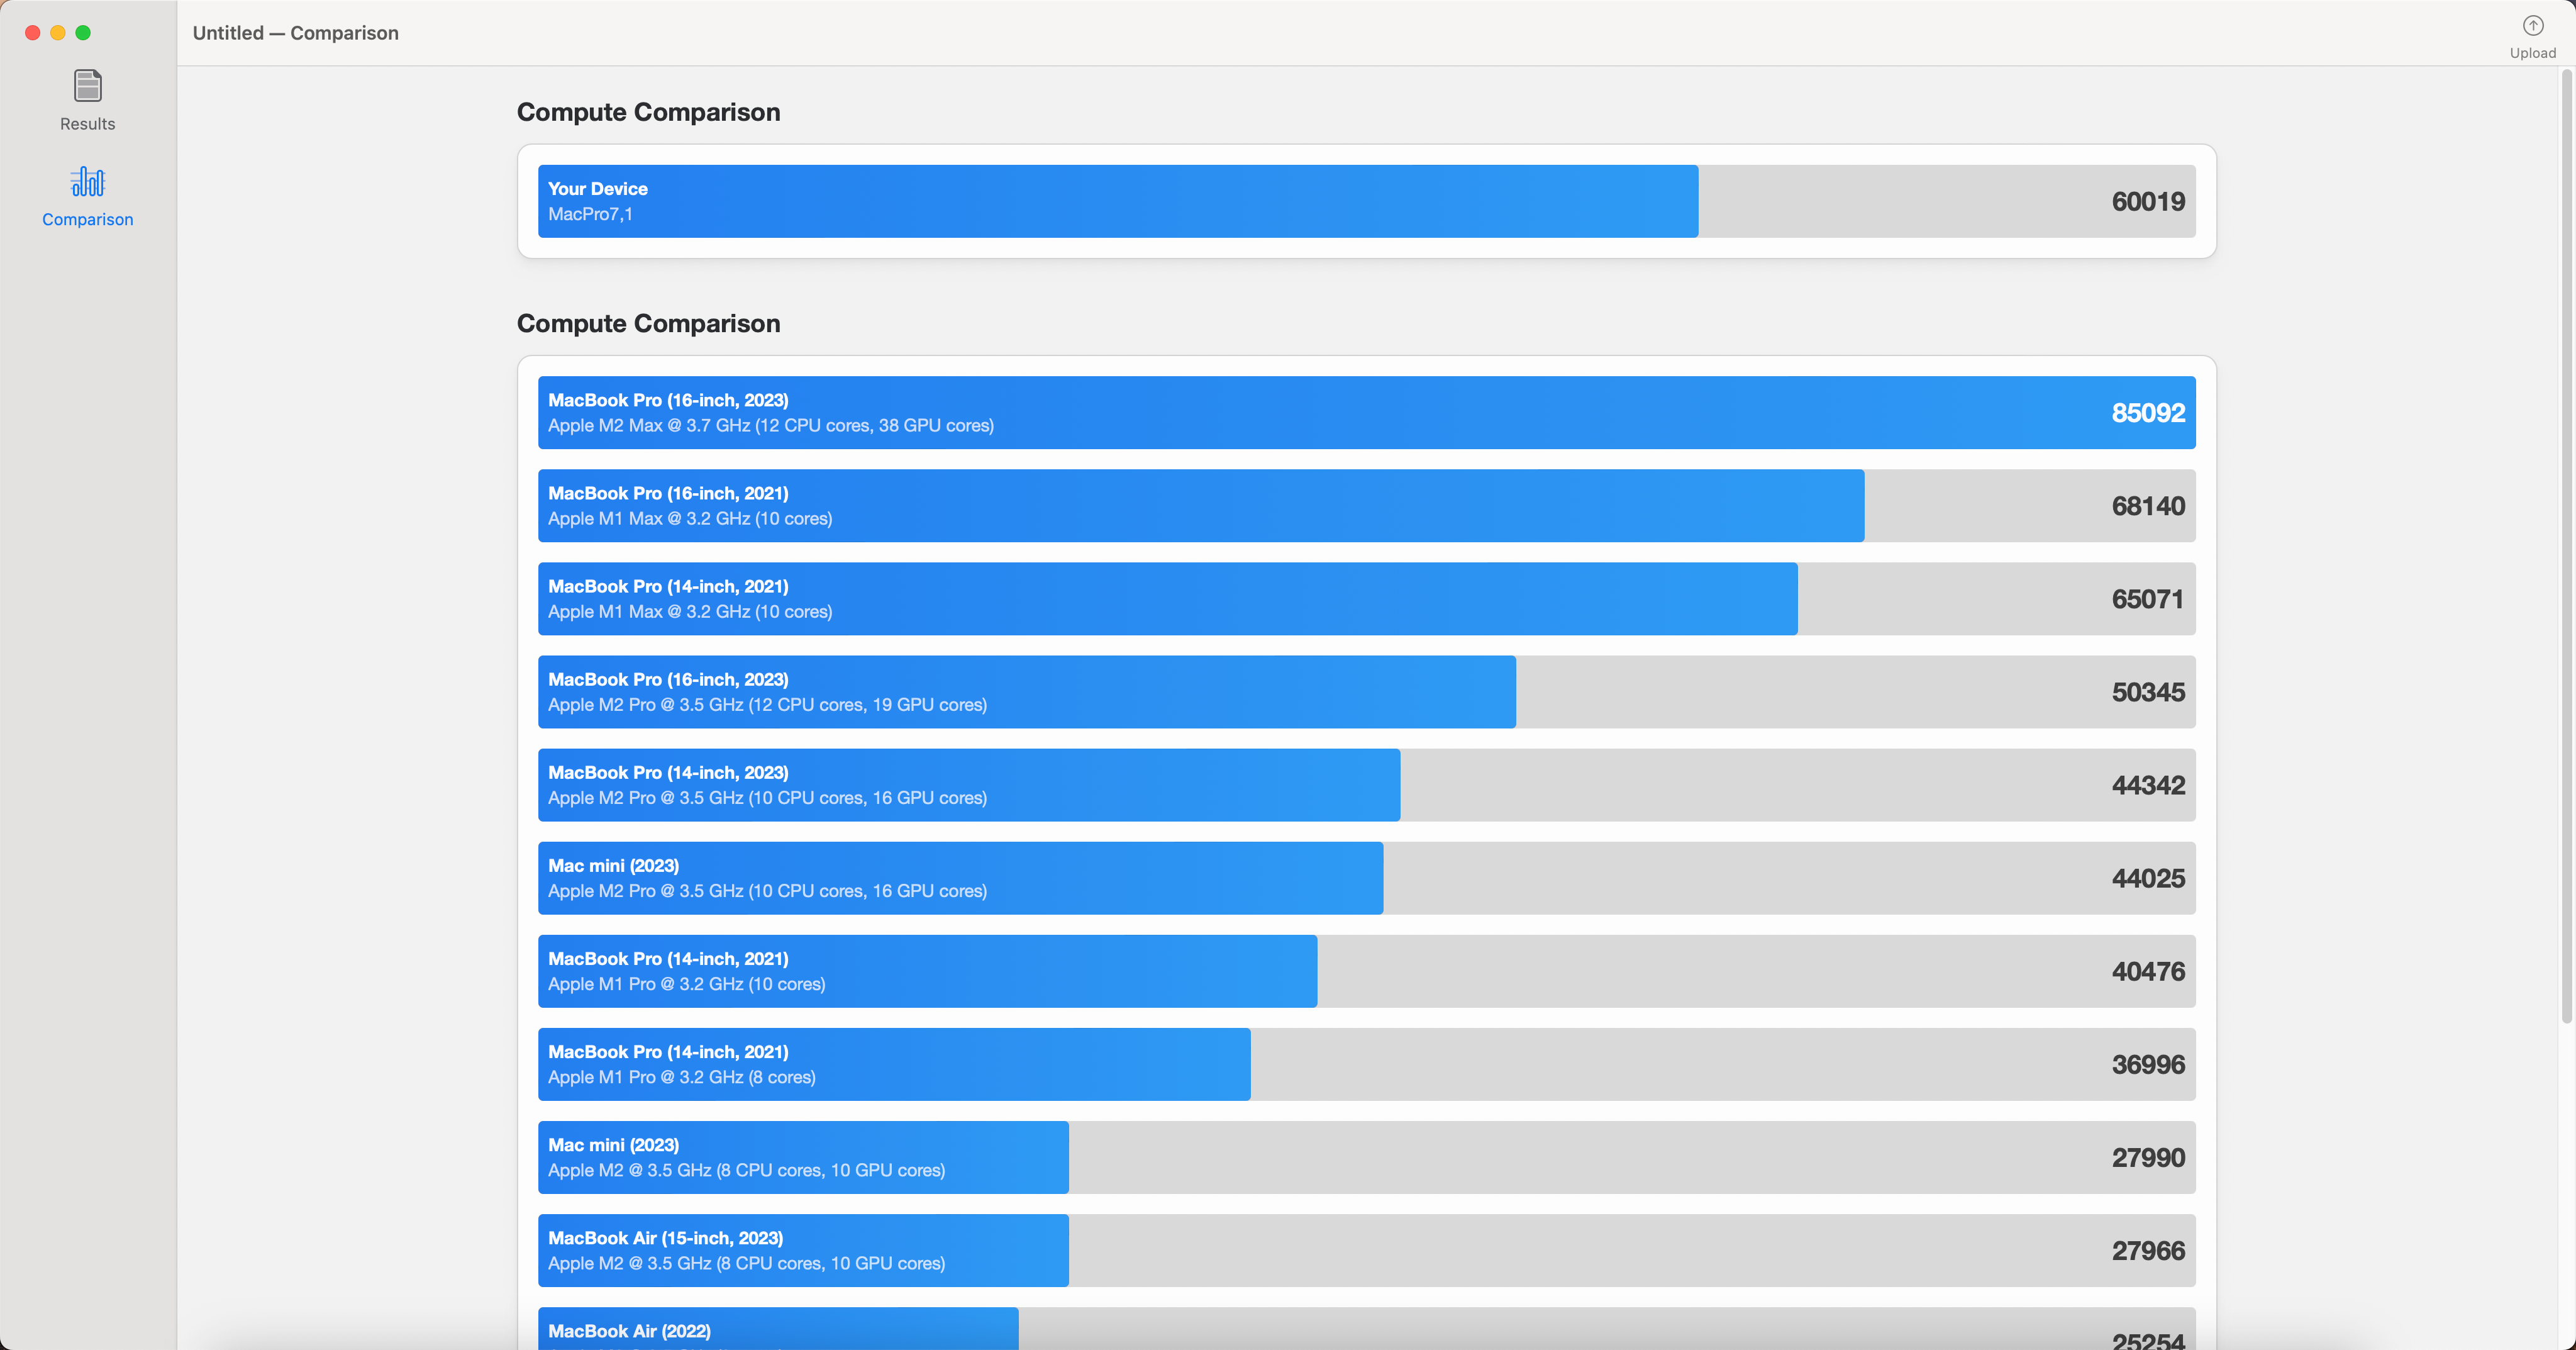 Untitled — Comparison
Upload
Results
Comparison
Compute Comparison
Your Device
MacPro7,1
60019
Compute Comparison
MacBook Pro (16-inch, 2023)
Apple M2 Max @ 3.7 GHz (12 CPU cores, 38 GPU cores)
85092
MacBook Pro (16-inch, 2021)
Apple M1 Max @ 3.2 GHz (10 cores)
68140
MacBook Pro (14-inch, 2021)
Apple M1 Max @ 3.2 GHz (10 cores)
65071
MacBook Pro (16-inch, 2023)
Apple M2 Pro @ 3.5 GHz (12 CPU cores, 19 GPU cores)
50345
MacBook Pro (14-inch, 2023)
Apple M2 Pro @ 3.5 GHz (10 CPU cores, 16 GPU cores)
44342
Mac mini (2023)
Apple M2 Pro @ 3.5 GHz (10 CPU cores, 16 GPU cores)
44025
MacBook Pro (14-inch, 2021)
Apple M1 Pro @ 3.2 GHz (10 cores)
40476
MacBook Pro (14-inch, 2021)
Apple M1 Pro @ 3.2 GHz (8 cores)
36996
Mac mini (2023)
Apple M2 @ 3.5 GHz (8 CPU cores, 10 GPU cores)
27990
MacBook Air (15-inch, 2023)
Apple M2 @ 3.5 GHz (8 CPU cores, 10 GPU cores)
27966
MacBook Air (2022)
25254